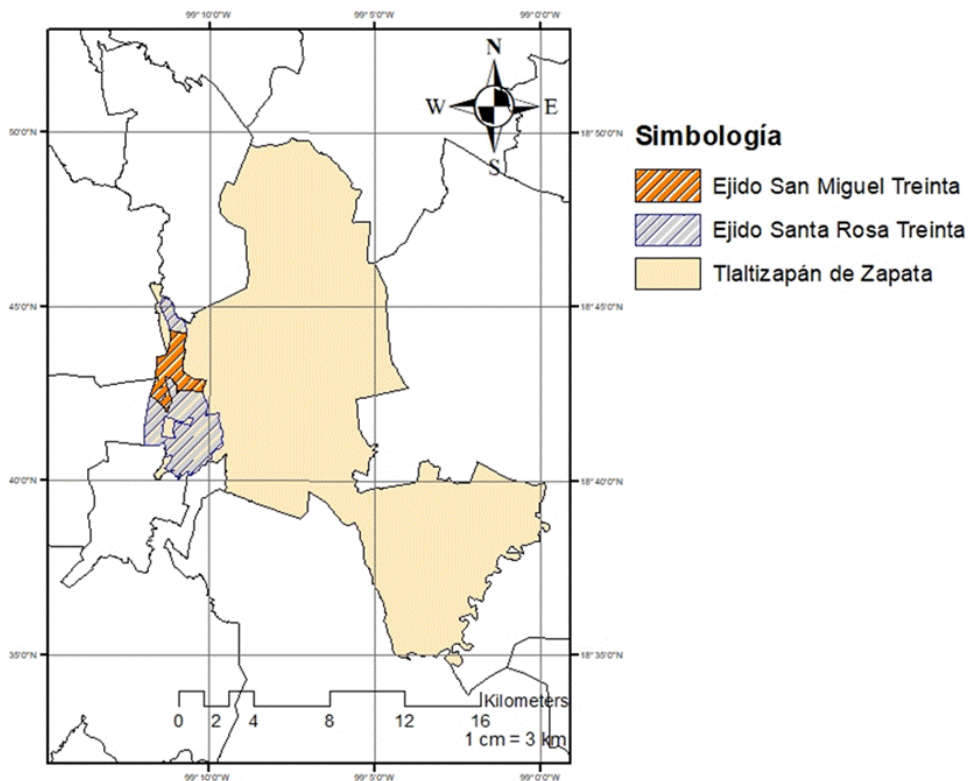 99° 10'0"W 99° 5'0"W 99° 0'0"W
N
W E
S
50'0"N 18° 50'0"N
Simbología
Ejido San Miguel Treinta
Ejido Santa Rosa Treinta
Tlaltizapán de Zapata
45'0"N 18° 45'0"N
40'0"N 18° 40'0"N
35'0"N 18° 35'0"N
Kilometers
0 2 4 8 12 16
1 cm = 3 km
99° 10'0"W 99° 5'0"W 99° 0'0"W